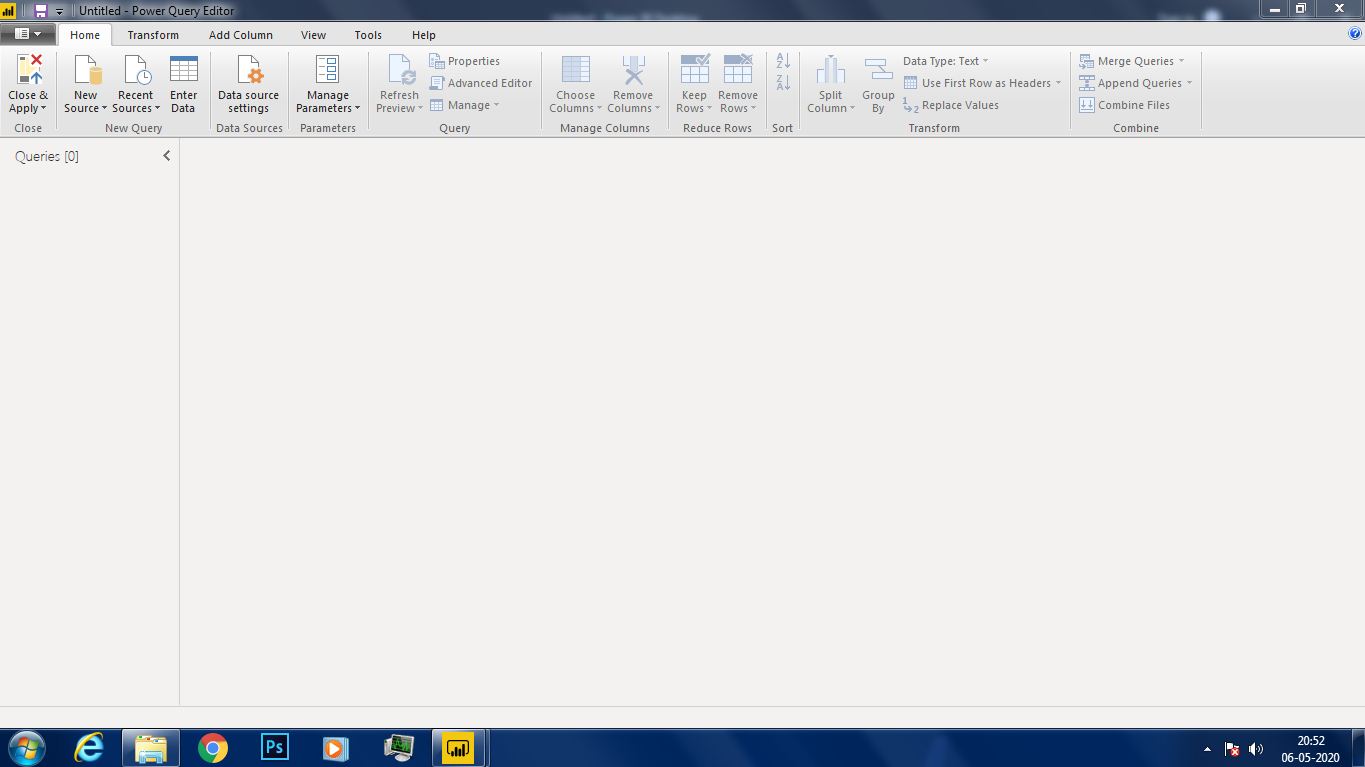 Untitled - Power Query Editor
Home Transform Add Column View Tools Help
Close & Apply
New Source
Recent Sources
Enter Data
Data source settings
Manage Parameters
Refresh Preview
Properties
Advanced Editor
Manage
Choose Columns
Remove Columns
Keep Rows
Remove Rows
A Z
Z A
Split Column
Group By
Data Type: Text
Use First Row as Headers
1 2 Replace Values
Merge Queries
Append Queries
Combine Files
Close New Query Data Sources Parameters Query Manage Columns Reduce Rows Sort Transform Combine
Queries [0]
Ps
20:52
06-05-2020